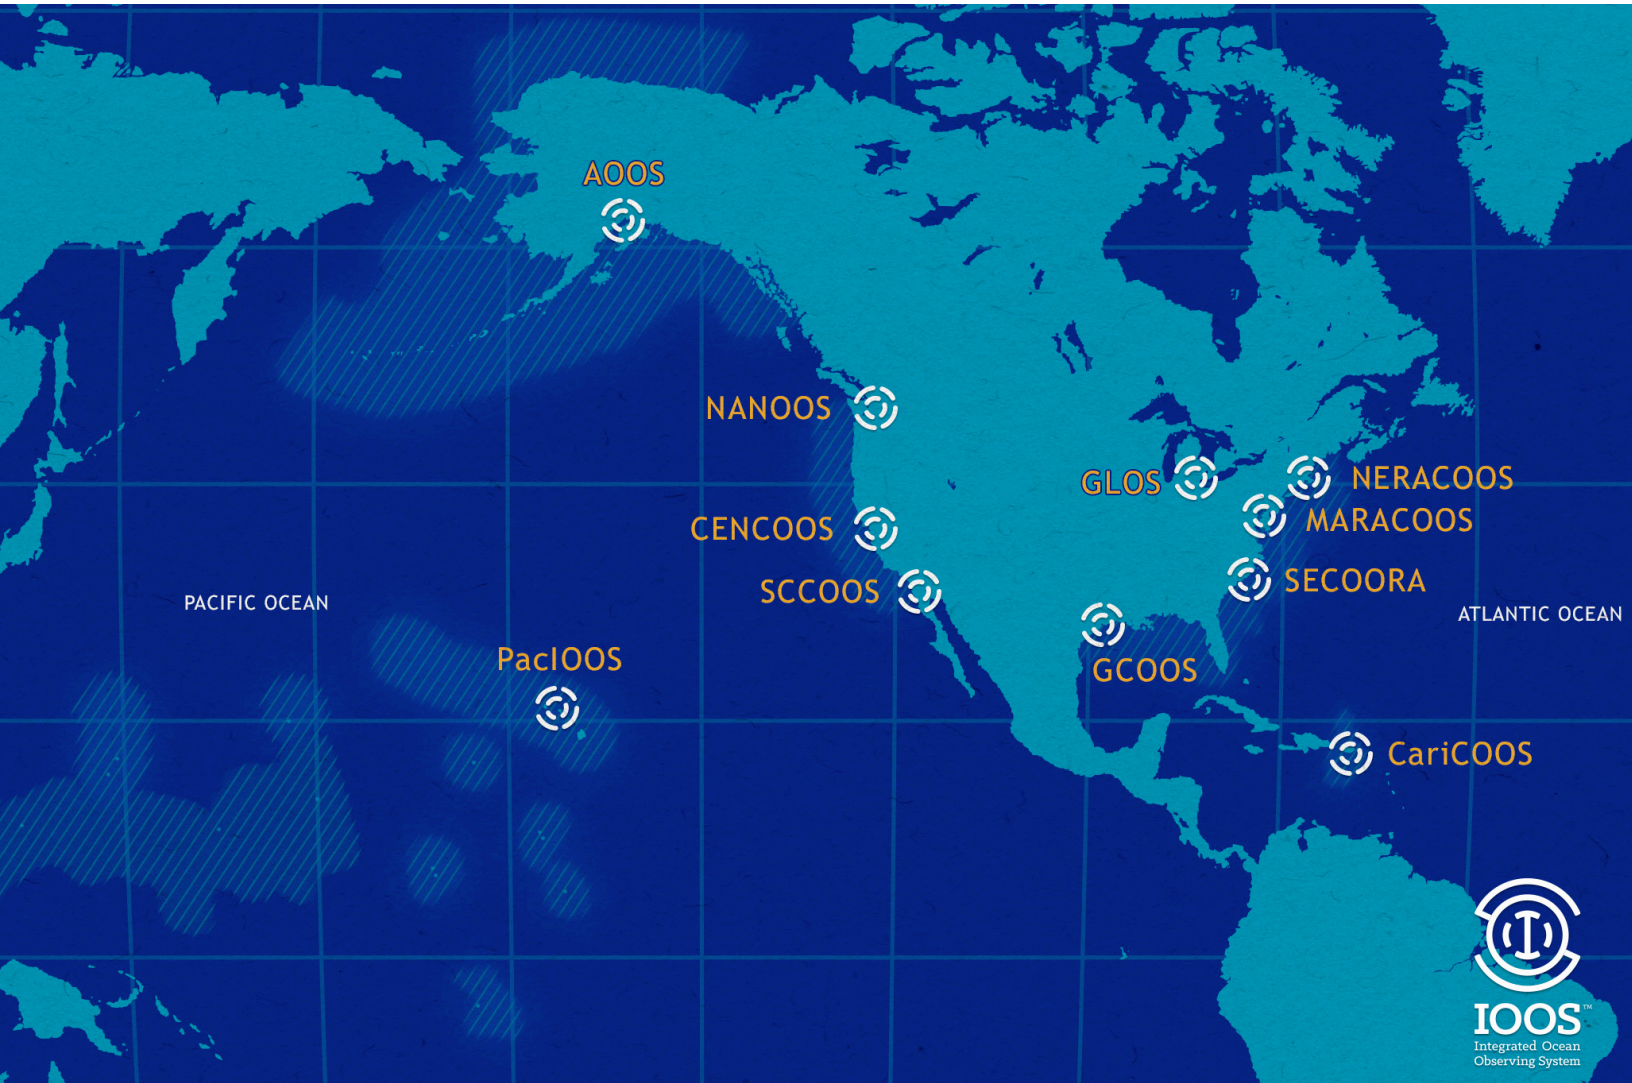 AOOS
NANOOS
GLOS
NERACOOS
MARACOOS
CENCOOS
SCCOOS
SECOORA
PACIFIC OCEAN
ATLANTIC OCEAN
PacIOOS
GCOOS
CariCOOS
IOOS™
Integrated Ocean
Observing System